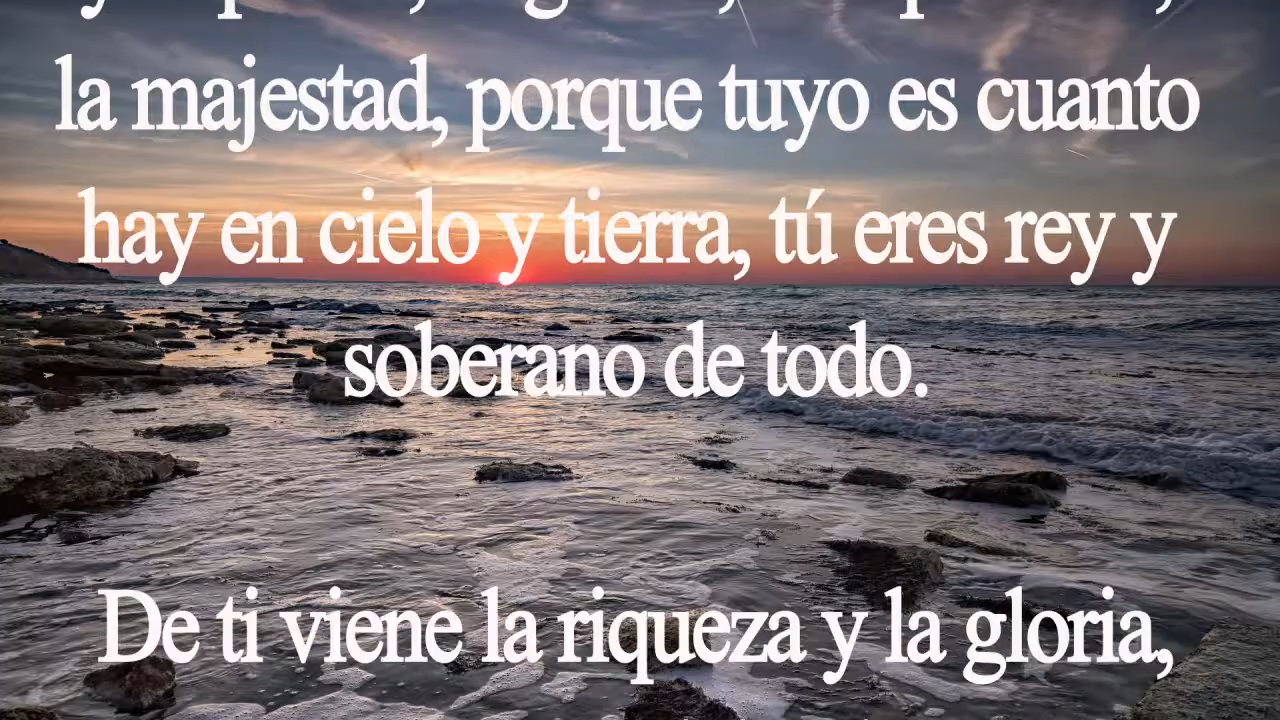 la majestad, porque tuyo es cuanto
hay en cielo y tierra, tú eres rey y
soberano de todo.
De ti viene la riqueza y la gloria,